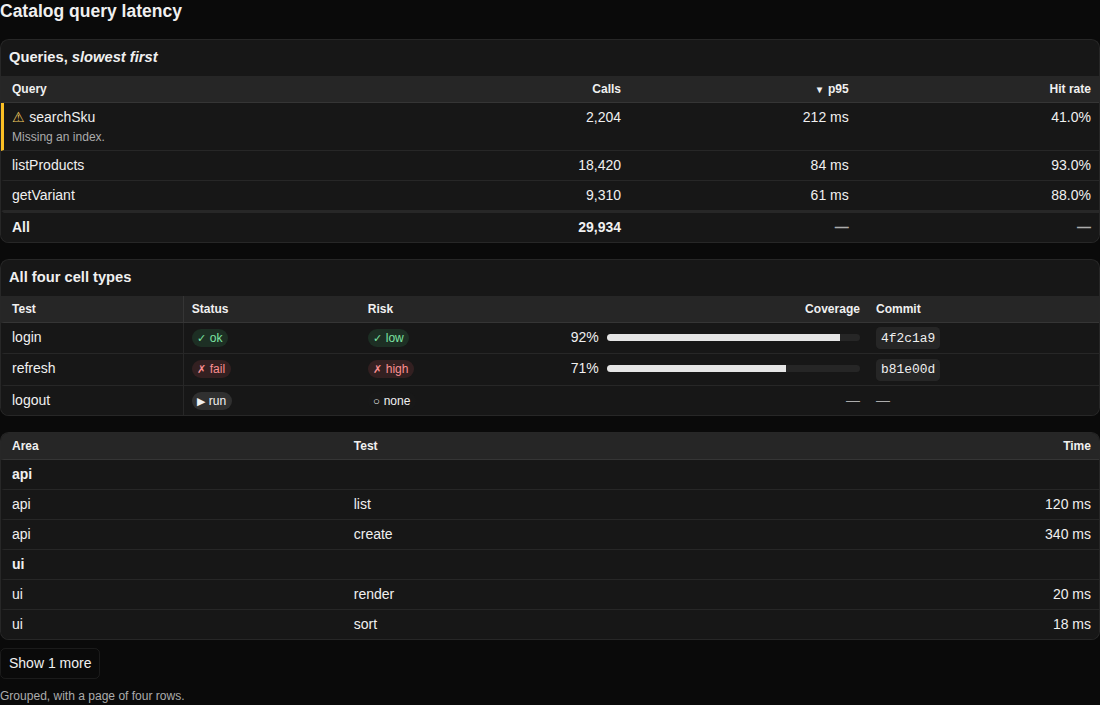 Catalog query latency
Queries, slowest first
Query Calls ▼ p95 Hit rate
⚠ searchSku 2,204 212 ms 41.0%
Missing an index.
listProducts 18,420 84 ms 93.0%
getVariant 9,310 61 ms 88.0%
All 29,934 — —
All four cell types
Test Status Risk Coverage Commit
login ✓ ok ✓ low 92% 4f2c1a9
refresh ✗ fail ✗ high 71% b81e00d
logout ▶ run ○ none — —
Area Test Time
api
api list 120 ms
api create 340 ms
ui
ui render 20 ms
ui sort 18 ms
Show 1 more
Grouped, with a page of four rows.